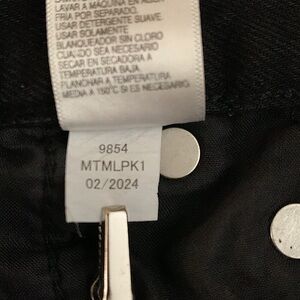 LAVAR A MAQUINA EN AGUA
FRIA POR SEPARADO.
USAR DETERGENTE SUAVE.
USAR SOLAMENTE
BLANQUEADOR SIN CLORO
CUANDO SEA NECESARIO
SECAR EN SECADORA A
TEMPERATURA BAJA.
PLANCHAR A TEMPERATURA
MEDIA A 150°C SI ES NECESARIO
9854
MTMLPK1
02/2024